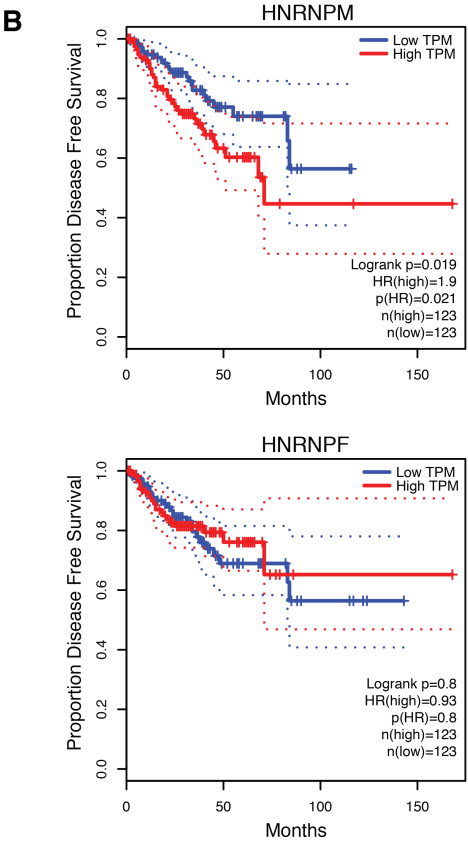 B
HNRNPM
Low TPM
High TPM
Proportion Disease Free Survival
1.0
0.8
0.6
0.4
0.2
0.0
Logrank p=0.019
HR(high)=1.9
p(HR)=0.021
n(high)=123
n(low)=123
0 50 100 150
Months
HNRNPF
Low TPM
High TPM
Proportion Disease Free Survival
1.0
0.8
0.6
0.4
0.2
0.0
Logrank p=0.8
HR(high)=0.93
p(HR)=0.8
n(high)=123
n(low)=123
0 50 100 150
Months